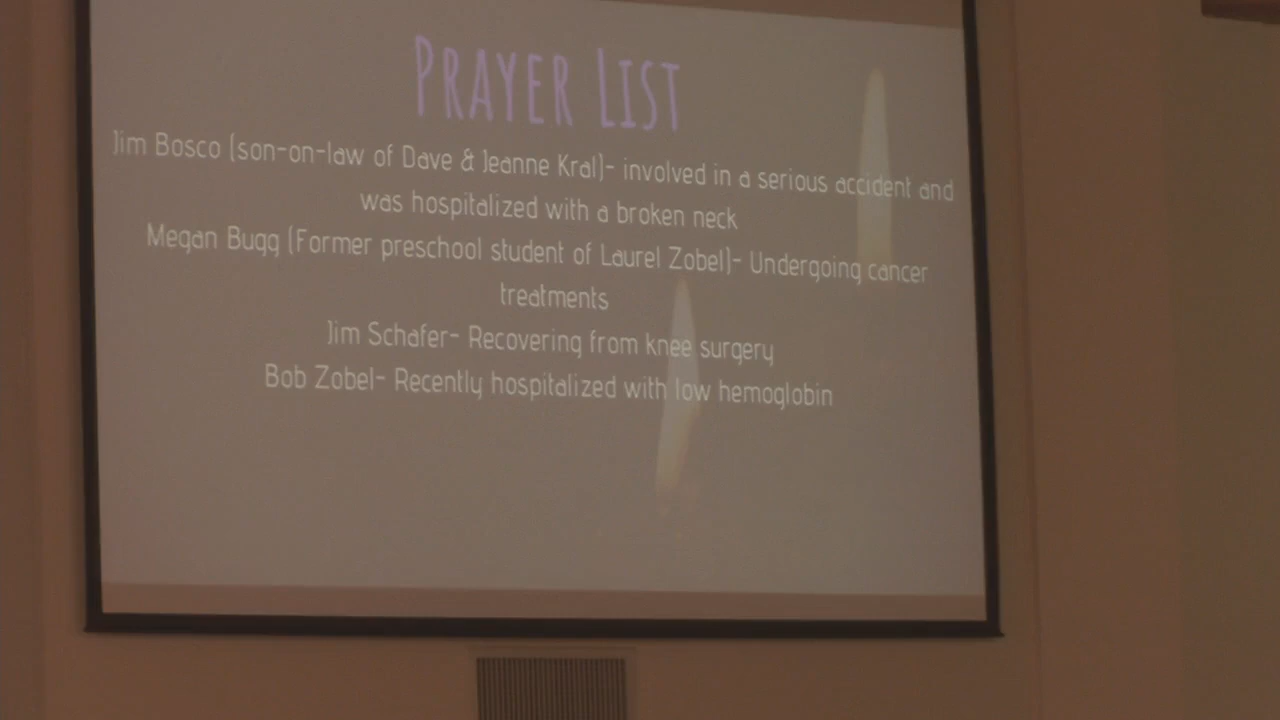 PRAYER LIST
Jim Bosco (son-on-law of Dave & Jeanne Kral)- involved in a serious accident and
was hospitalized with a broken neck
Megan Bugg (Former preschool student of Laurel Zobel)- Undergoing cancer
treatments
Jim Schafer- Recovering from knee surgery
Bob Zobel- Recently hospitalized with low hemoglobin